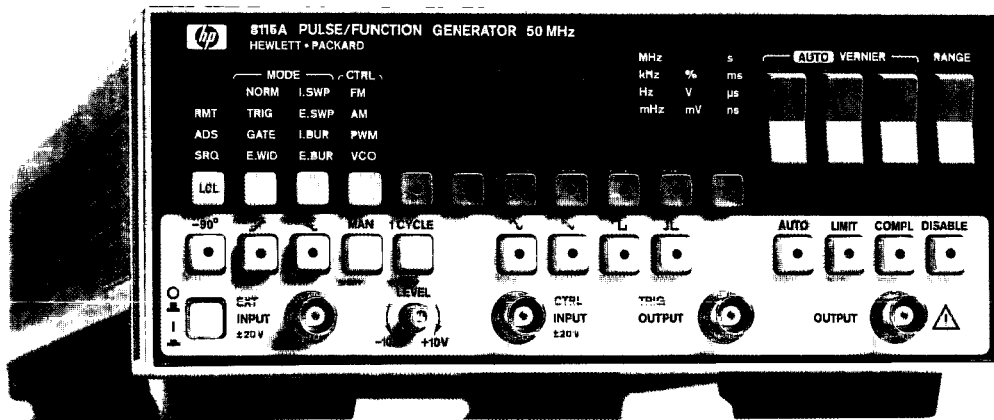 hp
8116A PULSE/FUNCTION GENERATOR 50 MHz
HEWLETT • PACKARD
MHz s
kHz % ms
Hz V µs
mHz mV ns
AUTO VERNIER RANGE
MODE CTRL
NORM I.SWP FM
RMT TRIG E.SWP AM
ADS GATE I.BUR PWM
SRQ E.WID E.BUR VCO
LCL
-90° MAN 1 CYCLE AUTO LIMIT COMPL DISABLE
EXT
INPUT
±20V
LEVEL
-10V +10V
CTRL
INPUT
±20V
TRIG
OUTPUT
OUTPUT